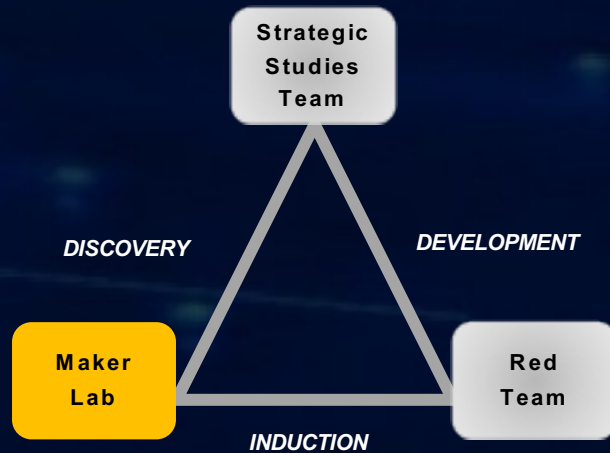 Strategic
Studies
Team
DISCOVERY
DEVELOPMENT
Maker
Lab
Red
Team
INDUCTION